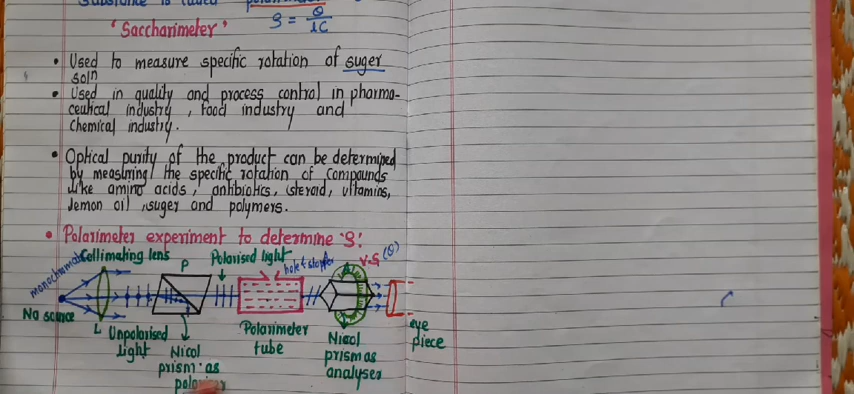 'Saccharimeter' S = θ/lC
• Used to measure specific rotation of suger
solⁿ
• Used in quality and process control in pharma-
ceutical industry, food industry and
chemical industry.
• Optical purity of the product can be determined
by measuring the specific rotation of compounds
like amino acids, antibiotics, steroid, vitamins,
lemon oil, suger and polymers.
• Polarimeter experiment to determine 'S':
monochromatic
Collimating lens
P
Polarised light
hole & stopper
V.S (θ)
Na source
L
Unpolarised
light
Nicol
prism as
Polarimeter
tube
Nicol
prism as
analyser
eye
piece